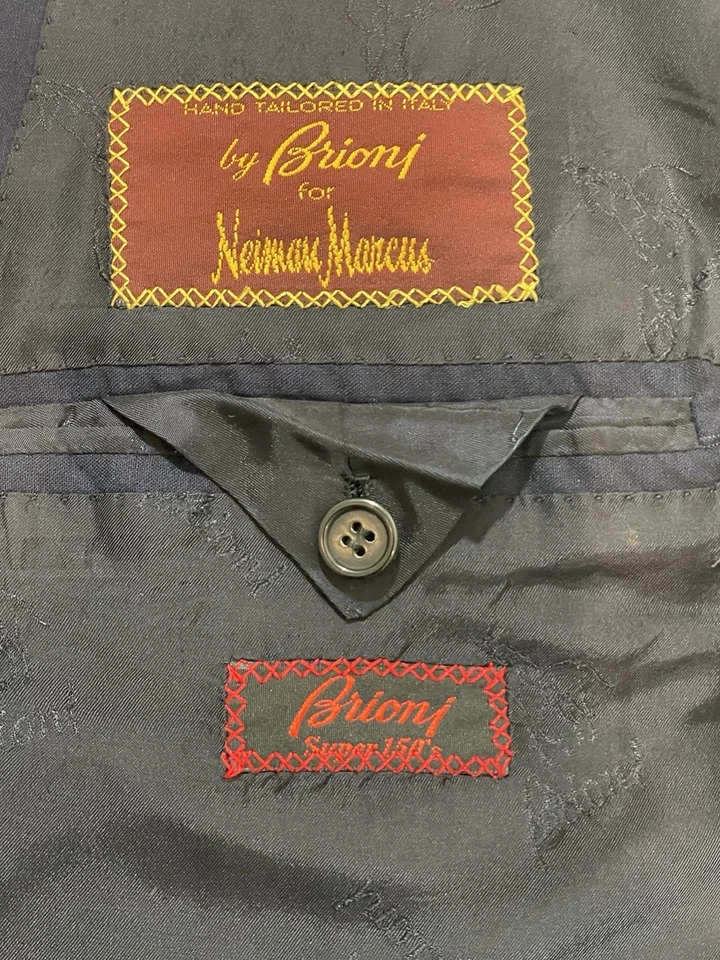 HAND TAILORED IN ITALY
by Brioni
for
Neiman Marcus
Brioni
Super 150's